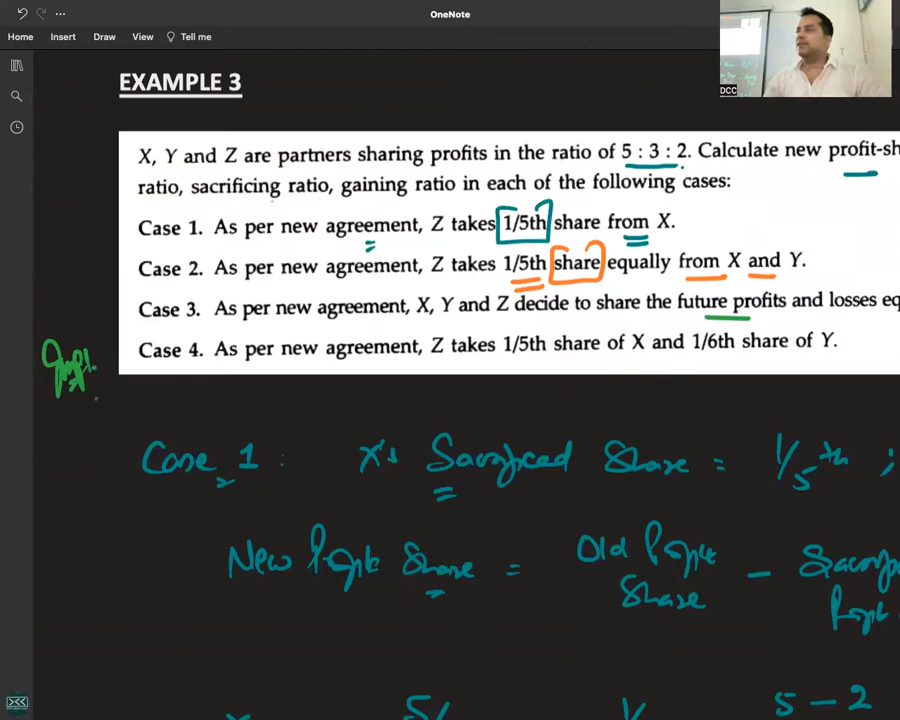 OneNote
Home Insert Draw View Tell me
DCC
EXAMPLE 3
X, Y and Z are partners sharing profits in the ratio of 5 : 3 : 2. Calculate new profit-sh
ratio, sacrificing ratio, gaining ratio in each of the following cases:
Case 1. As per new agreement, Z takes 1/5th share from X.
Case 2. As per new agreement, Z takes 1/5th share equally from X and Y.
Case 3. As per new agreement, X, Y and Z decide to share the future profits and losses eq
Case 4. As per new agreement, Z takes 1/5th share of X and 1/6th share of Y.
Case 1 : X's Sacrificed Share = 1/5th ;
New Profit Share = Old Profit Share -
5 - 2